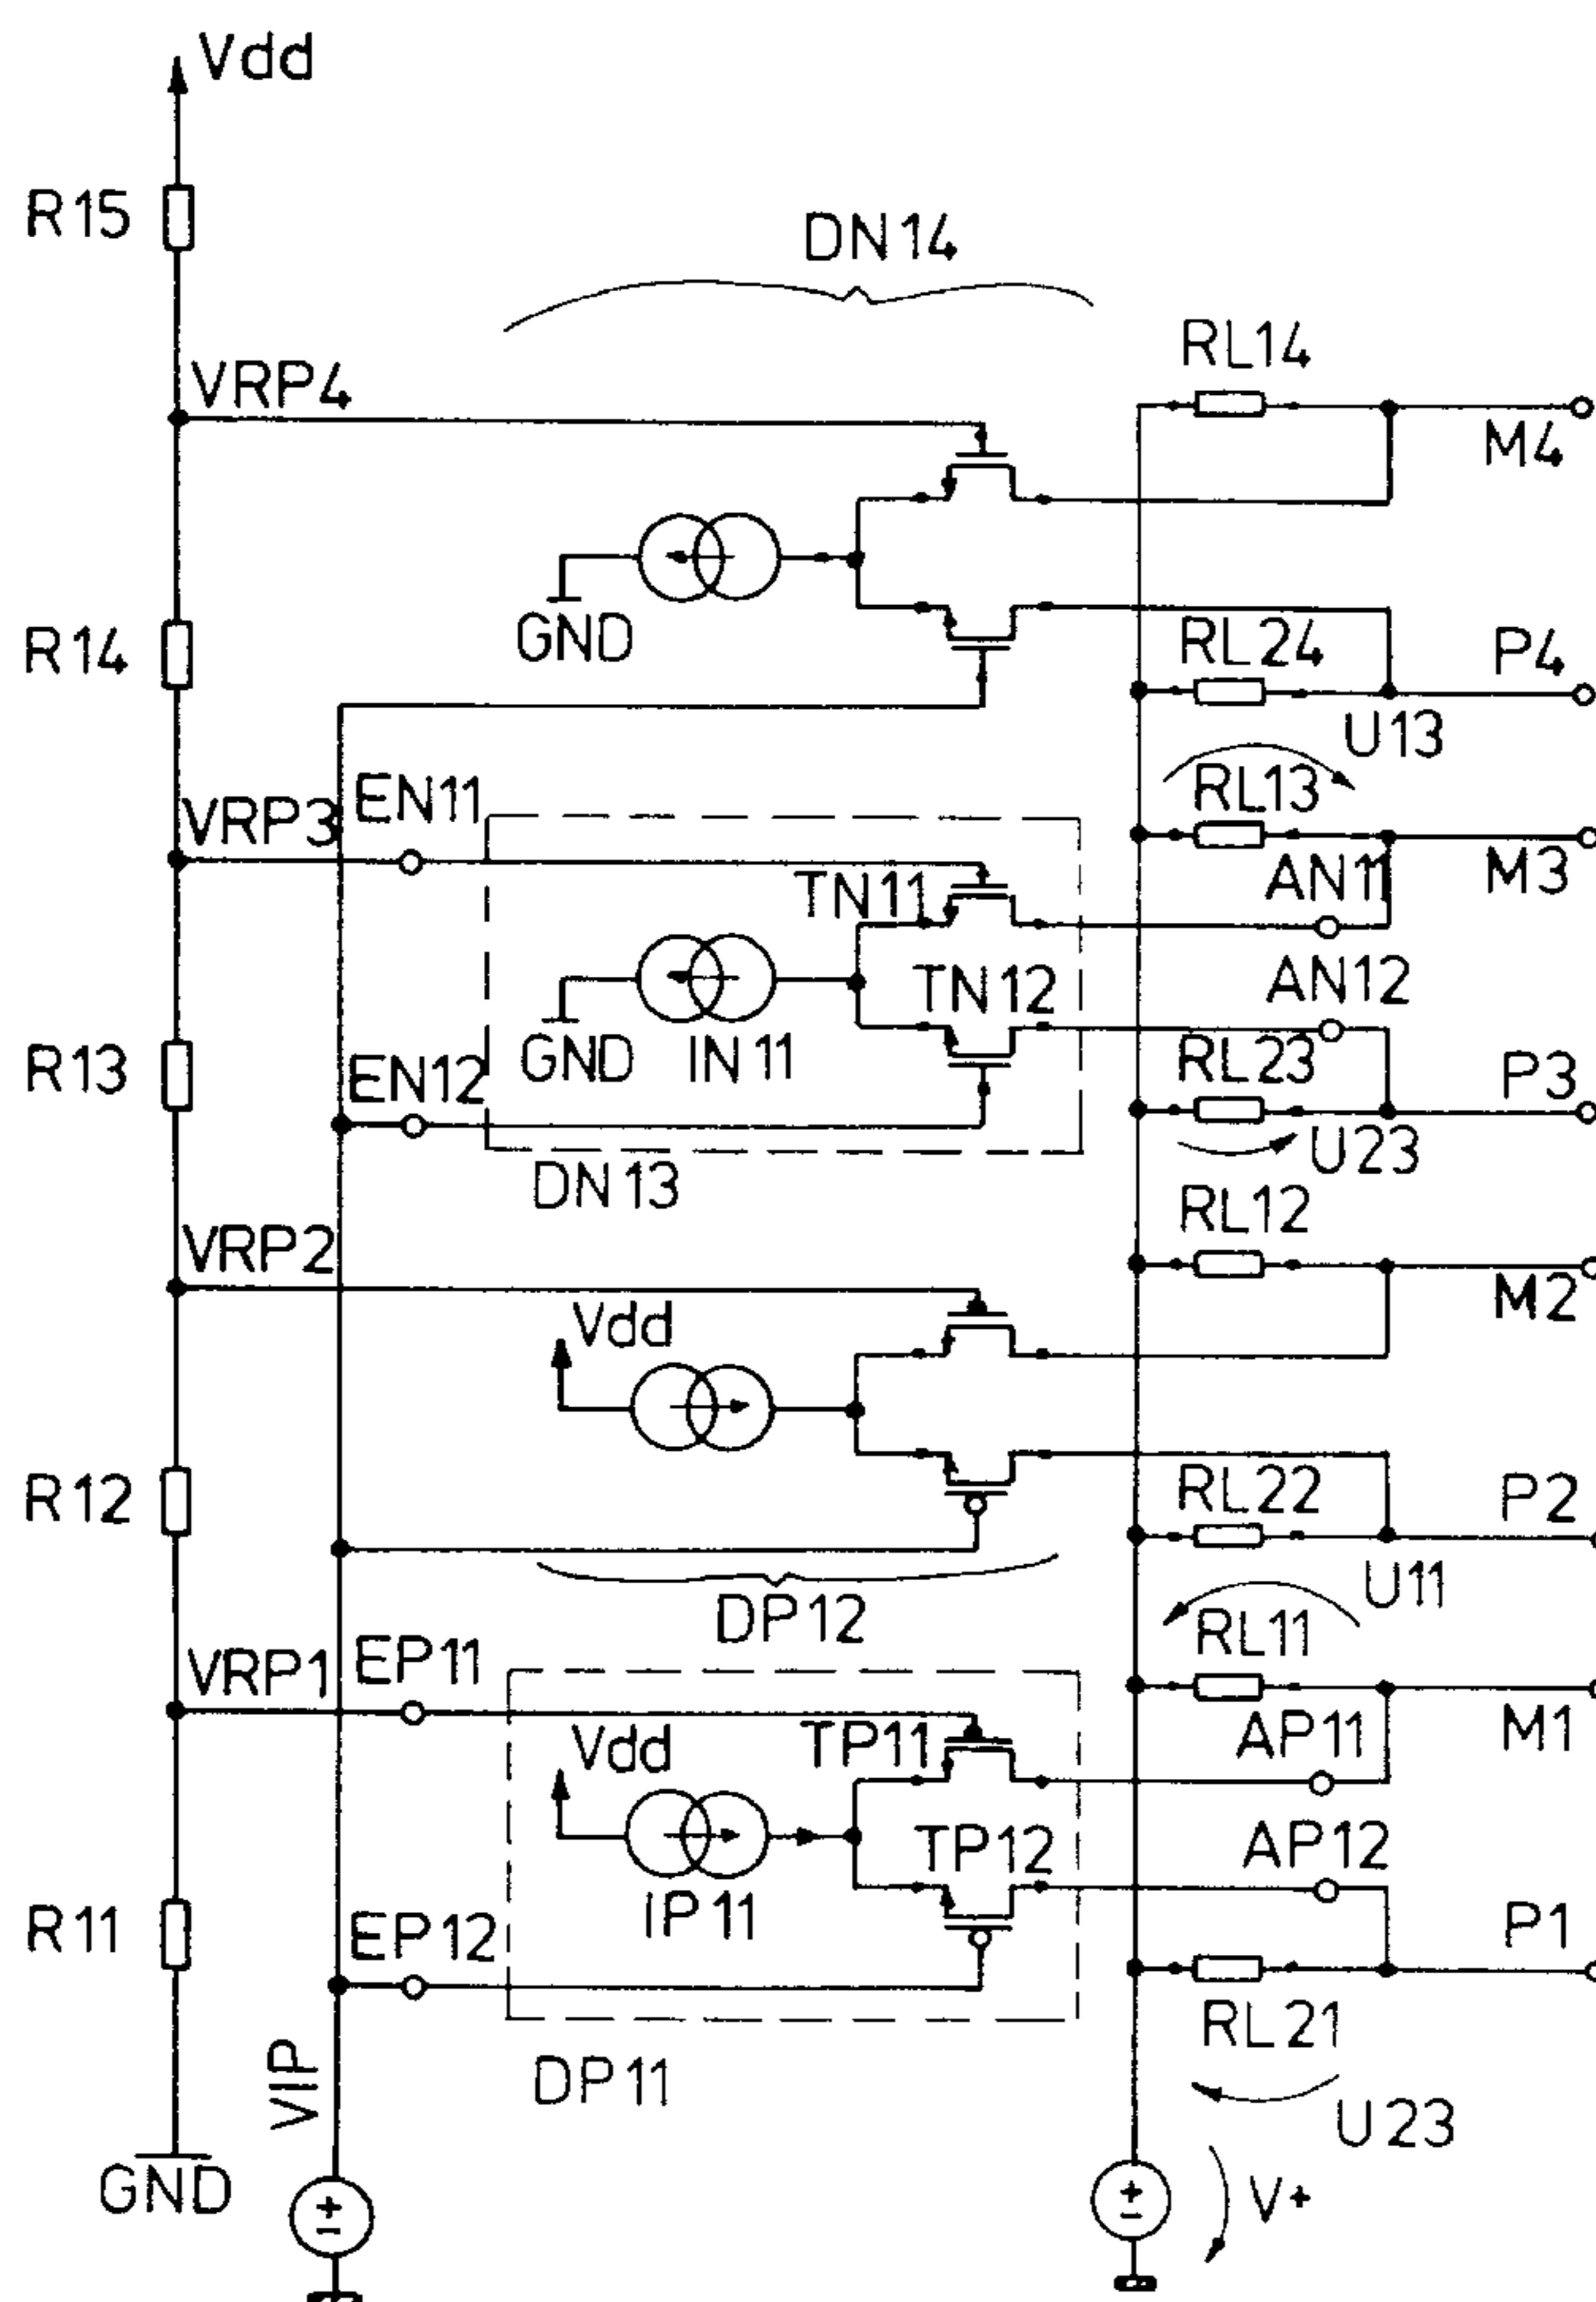 Vdd
R15
DN14
RL14
VRP4
M4
GND
R14
RL24
P4
U13
EN11
RL13
VRP3
TN11
AN11
M3
TN12
AN12
R13
EN12
GND
IN11
RL23
P3
DN13
U23
RL12
VRP2
Vdd
M2
R12
RL22
P2
DP12
U11
VRP1
EP11
RL11
Vdd
TP11
AP11
M1
TP12
AP12
R11
EP12
IP11
P1
RL21
VIP
DP11
U23
GND
+
-
+
-
V+